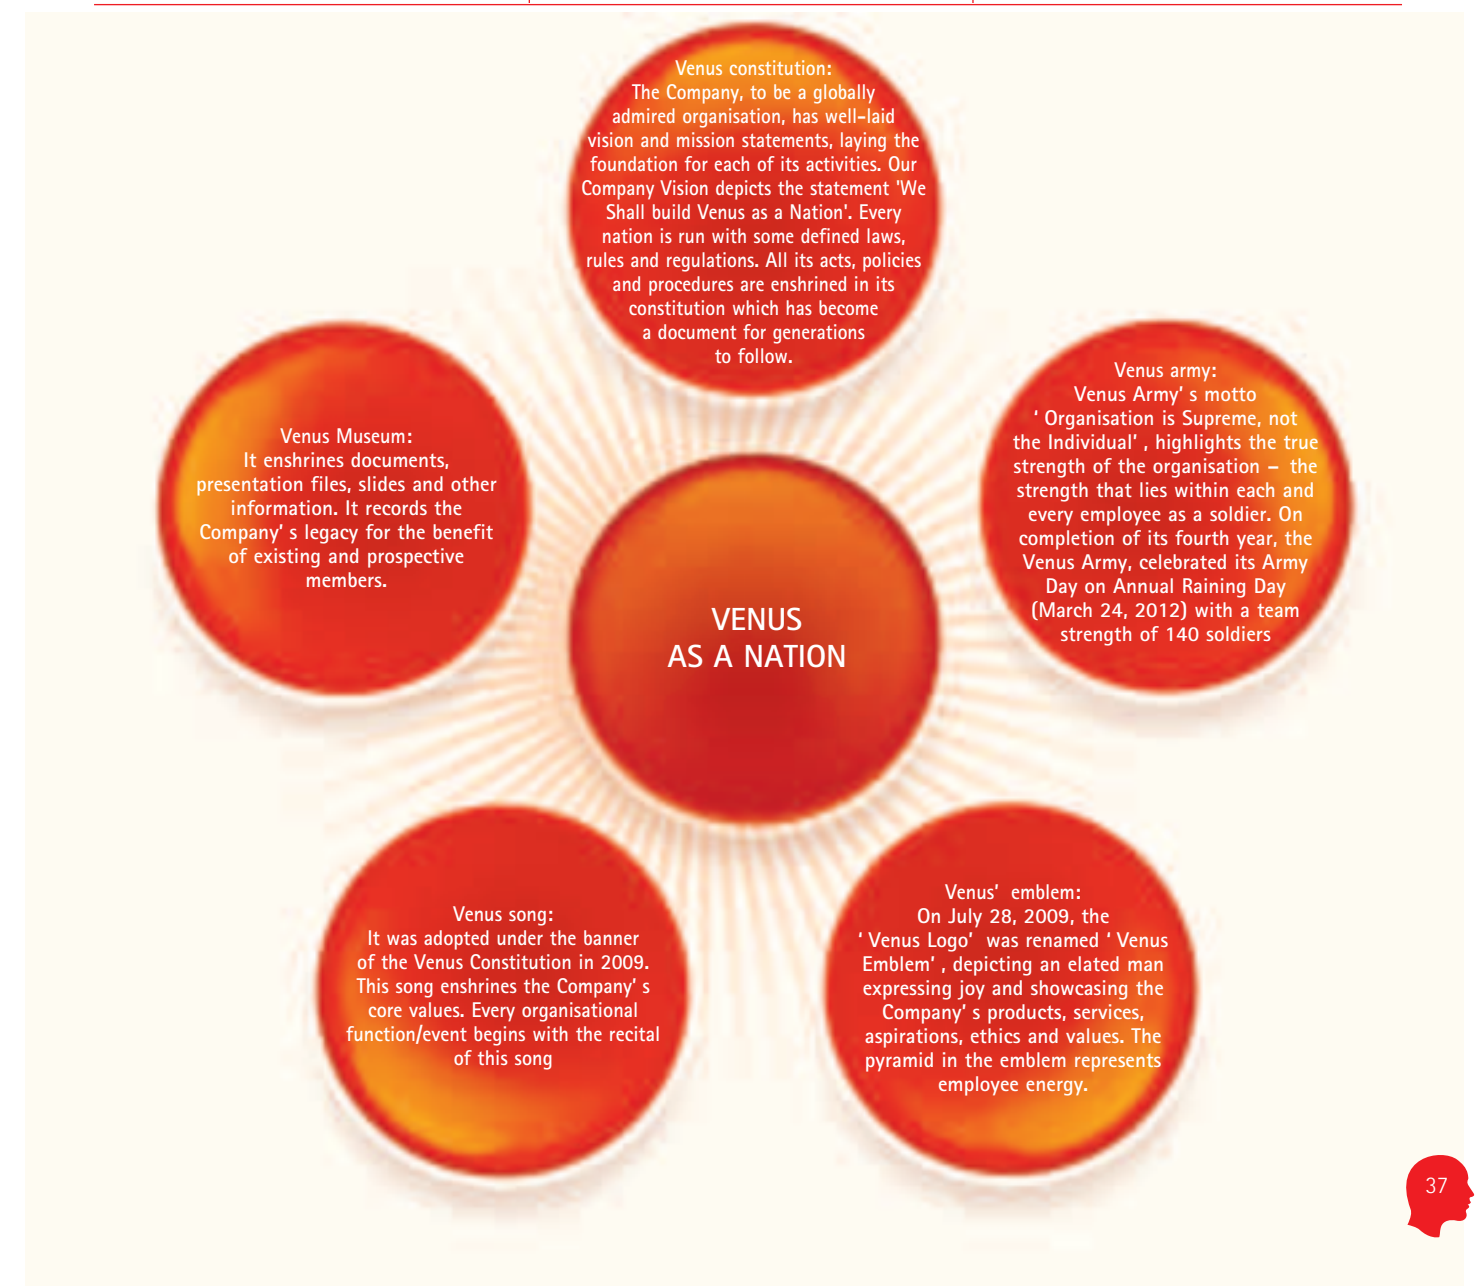 Venus constitution:
The Company, to be a globally
admired organisation, has well-laid
vision and mission statements, laying the
foundation for each of its activities. Our
Company Vision depicts the statement 'We
Shall build Venus as a Nation'. Every
nation is run with some defined laws,
rules and regulations. All its acts, policies
and procedures are enshrined in its
constitution which has become
a document for generations
to follow.
Venus army:
Venus Army' s motto
' Organisation is Supreme, not
the Individual' , highlights the true
strength of the organisation – the
strength that lies within each and
every employee as a soldier. On
completion of its fourth year, the
Venus Army, celebrated its Army
Day on Annual Raining Day
(March 24, 2012) with a team
strength of 140 soldiers
Venus Museum:
It enshrines documents,
presentation files, slides and other
information. It records the
Company' s legacy for the benefit
of existing and prospective
members.
VENUS
AS A NATION
Venus song:
It was adopted under the banner
of the Venus Constitution in 2009.
This song enshrines the Company' s
core values. Every organisational
function/event begins with the recital
of this song
Venus' emblem:
On July 28, 2009, the
' Venus Logo' was renamed ' Venus
Emblem' , depicting an elated man
expressing joy and showcasing the
Company' s products, services,
aspirations, ethics and values. The
pyramid in the emblem represents
employee energy.
37